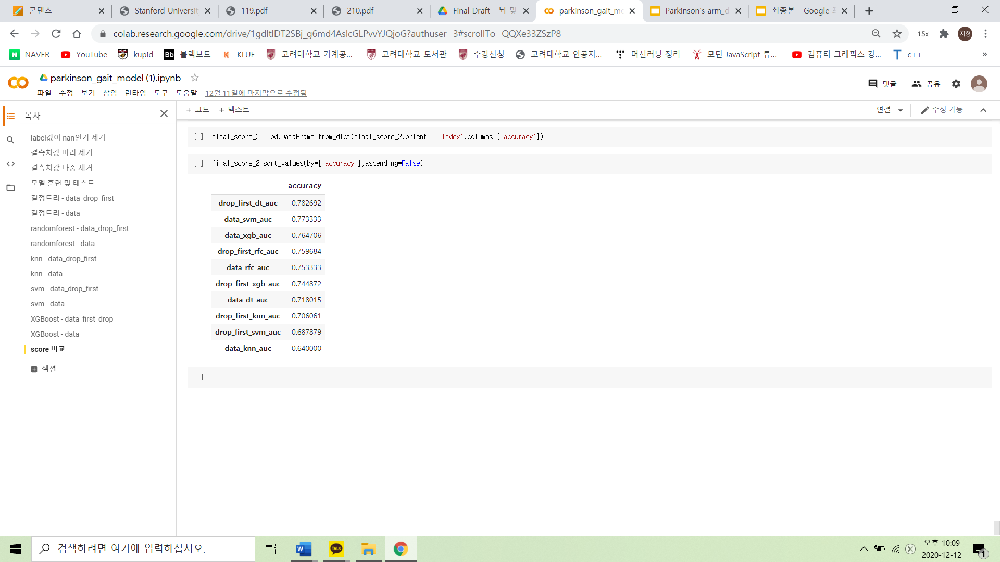 콘텐츠
Stanford Universit
119.pdf
210.pdf
Final Draft - 뇌 및
parkinson_gait_mo
Parkinson's arm_d
최종본 - Google
colab.research.google.com/drive/1gdltlDT2SBj_g6md4AslcGLPvvYJQjoG?authuser=3#scrollTo=QQXe33ZSzP8-
1.5x
지형
NAVER
YouTube
kupid
Bb 블랙보드
KLUE
고려대학교 기계공...
고려대학교 도서관
수강신청
고려대학교 인공지...
머신러닝 정리
모던 JavaScript 튜...
컴퓨터 그래픽스 강...
c++
»
parkinson_gait_model (1).ipynb
댓글
공유
파일 수정 보기 삽입 런타임 도구 도움말 12월 11일에 마지막으로 수정됨
목차
+ 코드 + 텍스트
연결
수정 가능
label값이 nan인거 제거
결측치값 미리 제거
결측치값 나중 제거
모델 훈련 및 테스트
결정트리 - data_drop_first
결정트리 - data
randomforest - data_drop_first
randomforest - data
knn - data_drop_first
knn - data
svm - data_drop_first
svm - data
XGBoost - data_first_drop
XGBoost - data
score 비교
섹션
[ ] final_score_2 = pd.DataFrame.from_dict(final_score_2,orient = 'index',columns=['accuracy'])
[ ] final_score_2.sort_values(by=['accuracy'],ascending=False)
accuracy
drop_first_dt_auc 0.782692
data_svm_auc 0.773333
data_xgb_auc 0.764706
drop_first_rfc_auc 0.759684
data_rfc_auc 0.753333
drop_first_xgb_auc 0.744872
data_dt_auc 0.718015
drop_first_knn_auc 0.706061
drop_first_svm_auc 0.687879
data_knn_auc 0.640000
[ ]
검색하려면 여기에 입력하십시오.
TALK
오후 10:09
2020-12-12
1